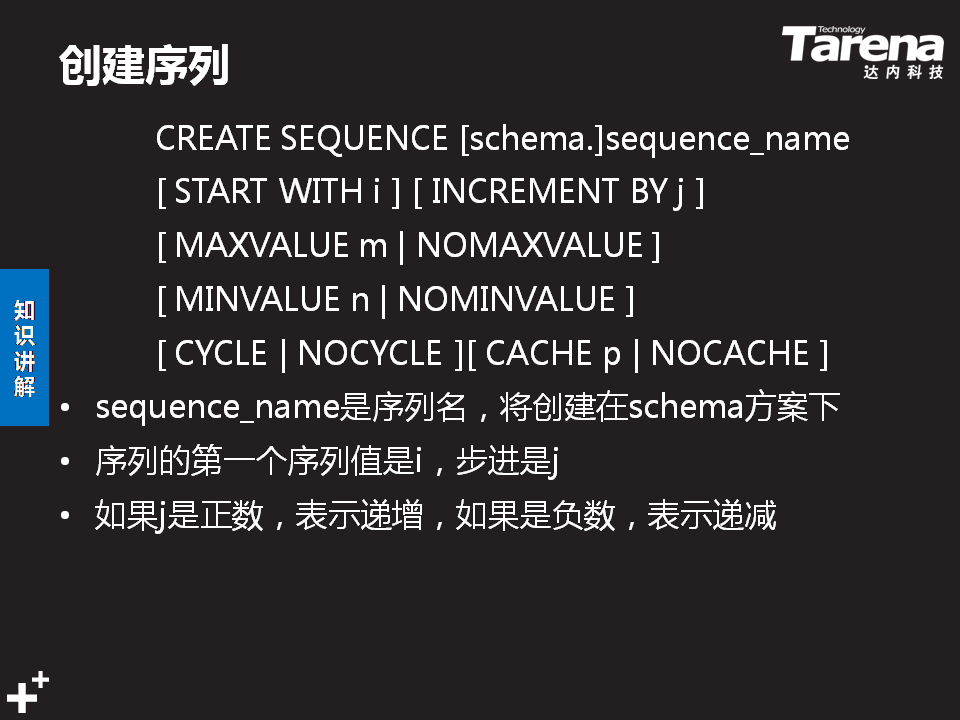 创建序列
Technology
Tarena
达内科技
CREATE SEQUENCE [schema.]sequence_name
[ START WITH i ] [ INCREMENT BY j ]
[ MAXVALUE m | NOMAXVALUE ]
[ MINVALUE n | NOMINVALUE ]
[ CYCLE | NOCYCLE ][ CACHE p | NOCACHE ]
知识讲解
• sequence_name是序列名，将创建在schema方案下
• 序列的第一个序列值是i，步进是j
• 如果j是正数，表示递增，如果是负数，表示递减